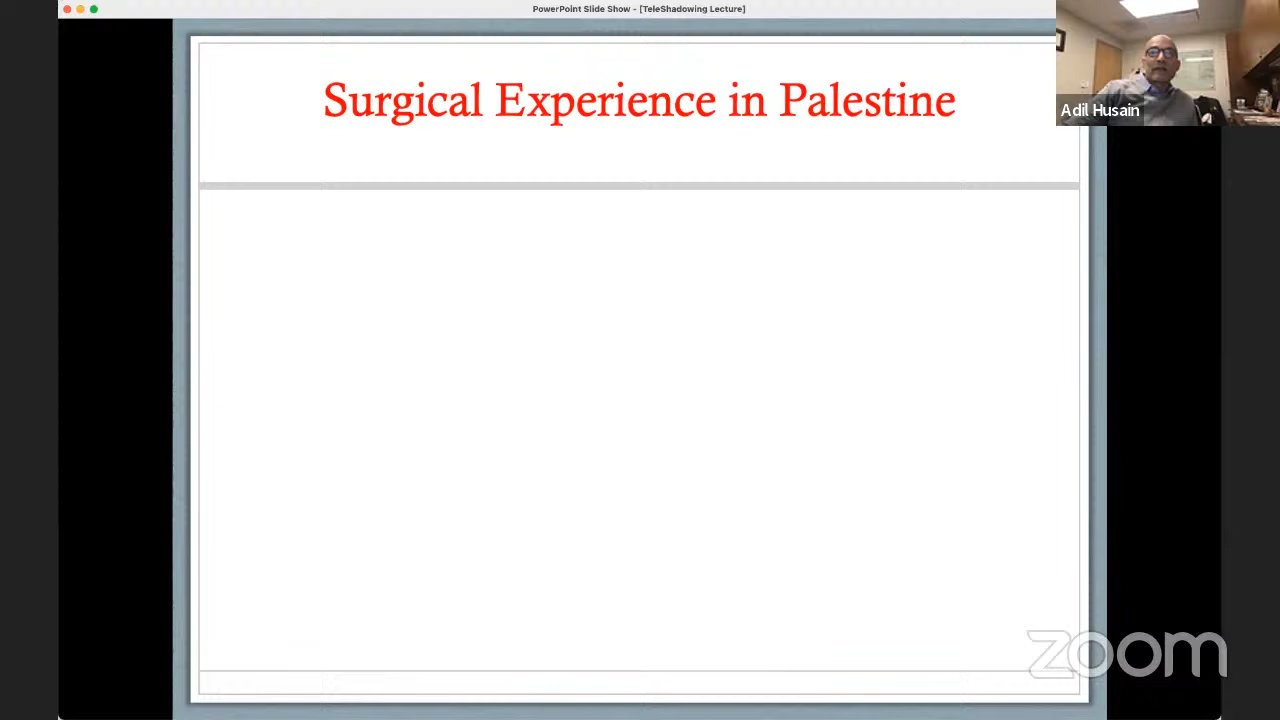 PowerPoint Slide Show - [TeleShadowing Lecture]
Surgical Experience in Palestine
Adil Husain
zoom